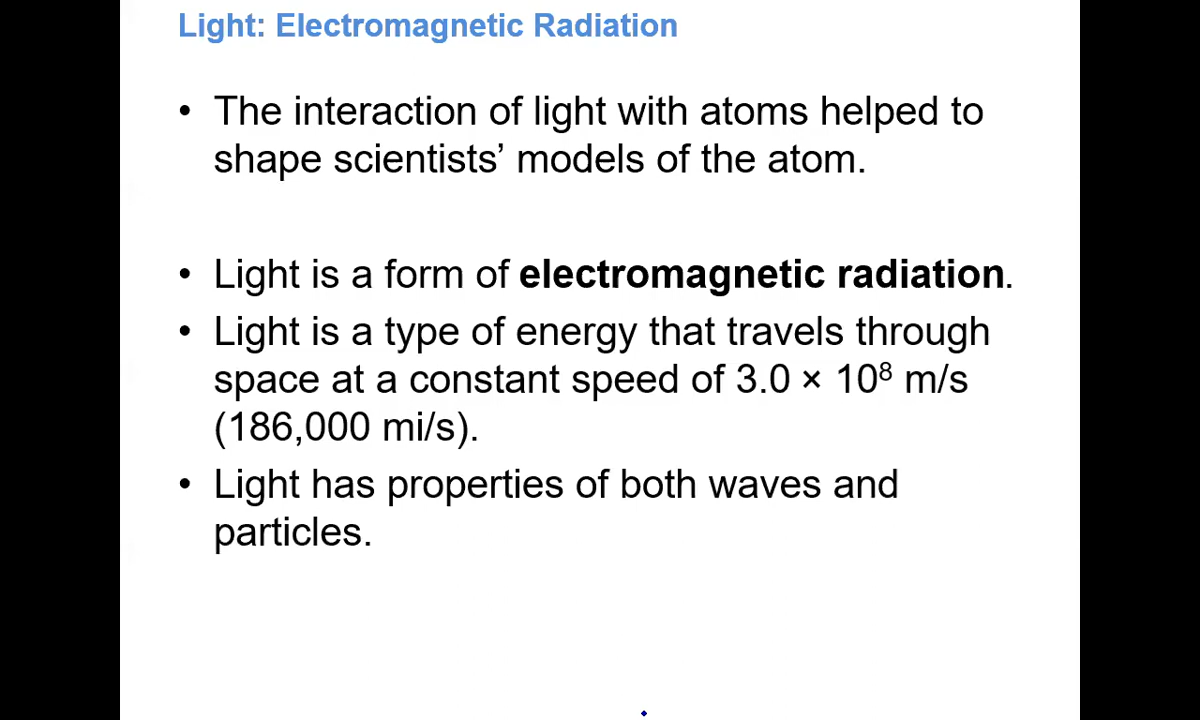 Light: Electromagnetic Radiation
• The interaction of light with atoms helped to
shape scientists’ models of the atom.
• Light is a form of electromagnetic radiation.
• Light is a type of energy that travels through
space at a constant speed of 3.0 × 10⁸ m/s
(186,000 mi/s).
• Light has properties of both waves and
particles.